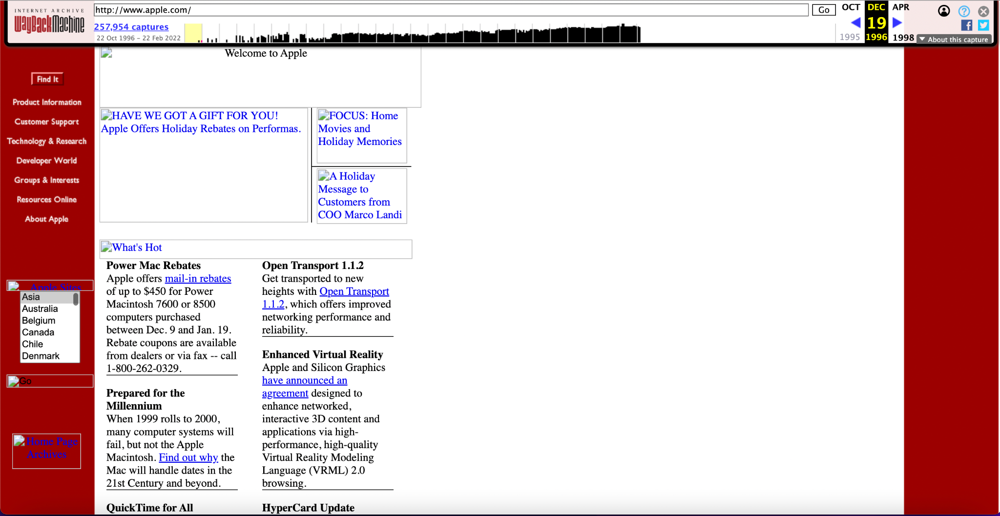 INTERNET ARCHIVE
WayBackMachine
http://www.apple.com/
Go
OCT DEC APR
257,954 captures
19
22 Oct 1996 – 22 Feb 2022
1995 1996 1998
About this capture
Find It
Product Information
Customer Support
Technology & Research
Developer World
Groups & Interests
Resources Online
About Apple
Apple Sites
Asia
Australia
Belgium
Canada
Chile
Denmark
Go
Home Page
Archives
Welcome to Apple
HAVE WE GOT A GIFT FOR YOU!
Apple Offers Holiday Rebates on Performas.
FOCUS: Home
Movies and
Holiday Memories
A Holiday
Message to
Customers from
COO Marco Landi
What's Hot
Power Mac Rebates
Apple offers mail-in rebates
of up to $450 for Power
Macintosh 7600 or 8500
computers purchased
between Dec. 9 and Jan. 19.
Rebate coupons are available
from dealers or via fax -- call
1-800-262-0329.
Prepared for the
Millennium
When 1999 rolls to 2000,
many computer systems will
fail, but not the Apple
Macintosh. Find out why the
Mac will handle dates in the
21st Century and beyond.
QuickTime for All
Open Transport 1.1.2
Get transported to new
heights with Open Transport
1.1.2, which offers improved
networking performance and
reliability.
Enhanced Virtual Reality
Apple and Silicon Graphics
have announced an
agreement designed to
enhance networked,
interactive 3D content and
applications via high-
performance, high-quality
Virtual Reality Modeling
Language (VRML) 2.0
browsing.
HyperCard Update